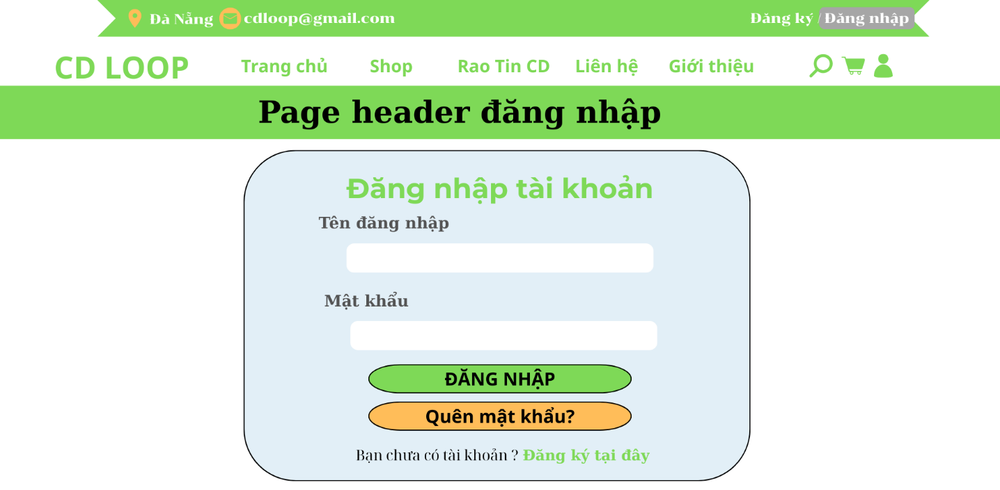 Đà Nẵng cdloop@gmail.com Đăng ký / Đăng nhập
CD LOOP Trang chủ Shop Rao Tin CD Liên hệ Giới thiệu
Page header đăng nhập
Đăng nhập tài khoản
Tên đăng nhập
Mật khẩu
ĐĂNG NHẬP
Quên mật khẩu?
Bạn chưa có tài khoản ? Đăng ký tại đây